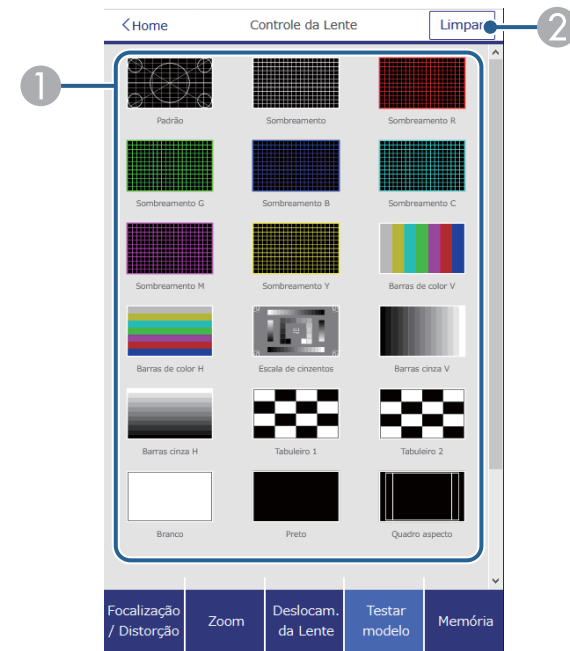 <Home Controle da Lente Limpar 2
1
Padrão Sombreamento Sombreamento R
Sombreamento G Sombreamento B Sombreamento C
Sombreamento M Sombreamento Y Barras de color V
Barras de color H Escala de cinzentos Barras cinza V
Barras cinza H Tabuleiro 1 Tabuleiro 2
Branco Preto Quadro aspecto
Focalização
/ Distorção
Zoom
Deslocam.
da Lente
Testar
modelo
Memória